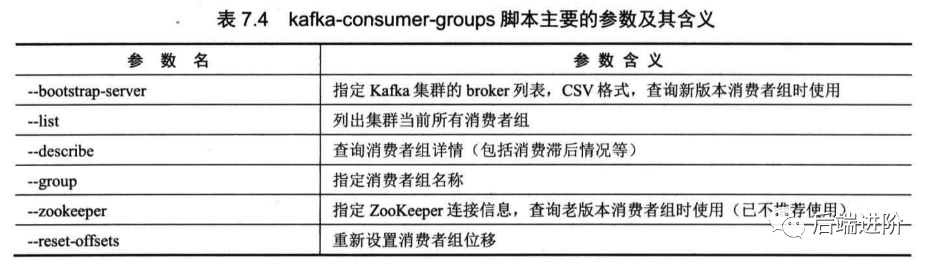 表 7.4 kafka-consumer-groups 脚本主要的参数及其含义
参 数 名 参 数 含 义
--bootstrap-server 指定 Kafka 集群的 broker 列表，CSV 格式，查询新版本消费者组时使用
--list 列出集群当前所有消费者组
--describe 查询消费者组详情（包括消费滞后情况等）
--group 指定消费者组名称
--zookeeper 指定 ZooKeeper 连接信息，查询老版本消费者组时使用（已不推荐使用）
--reset-offsets 重新设置消费者组位移
后端进阶